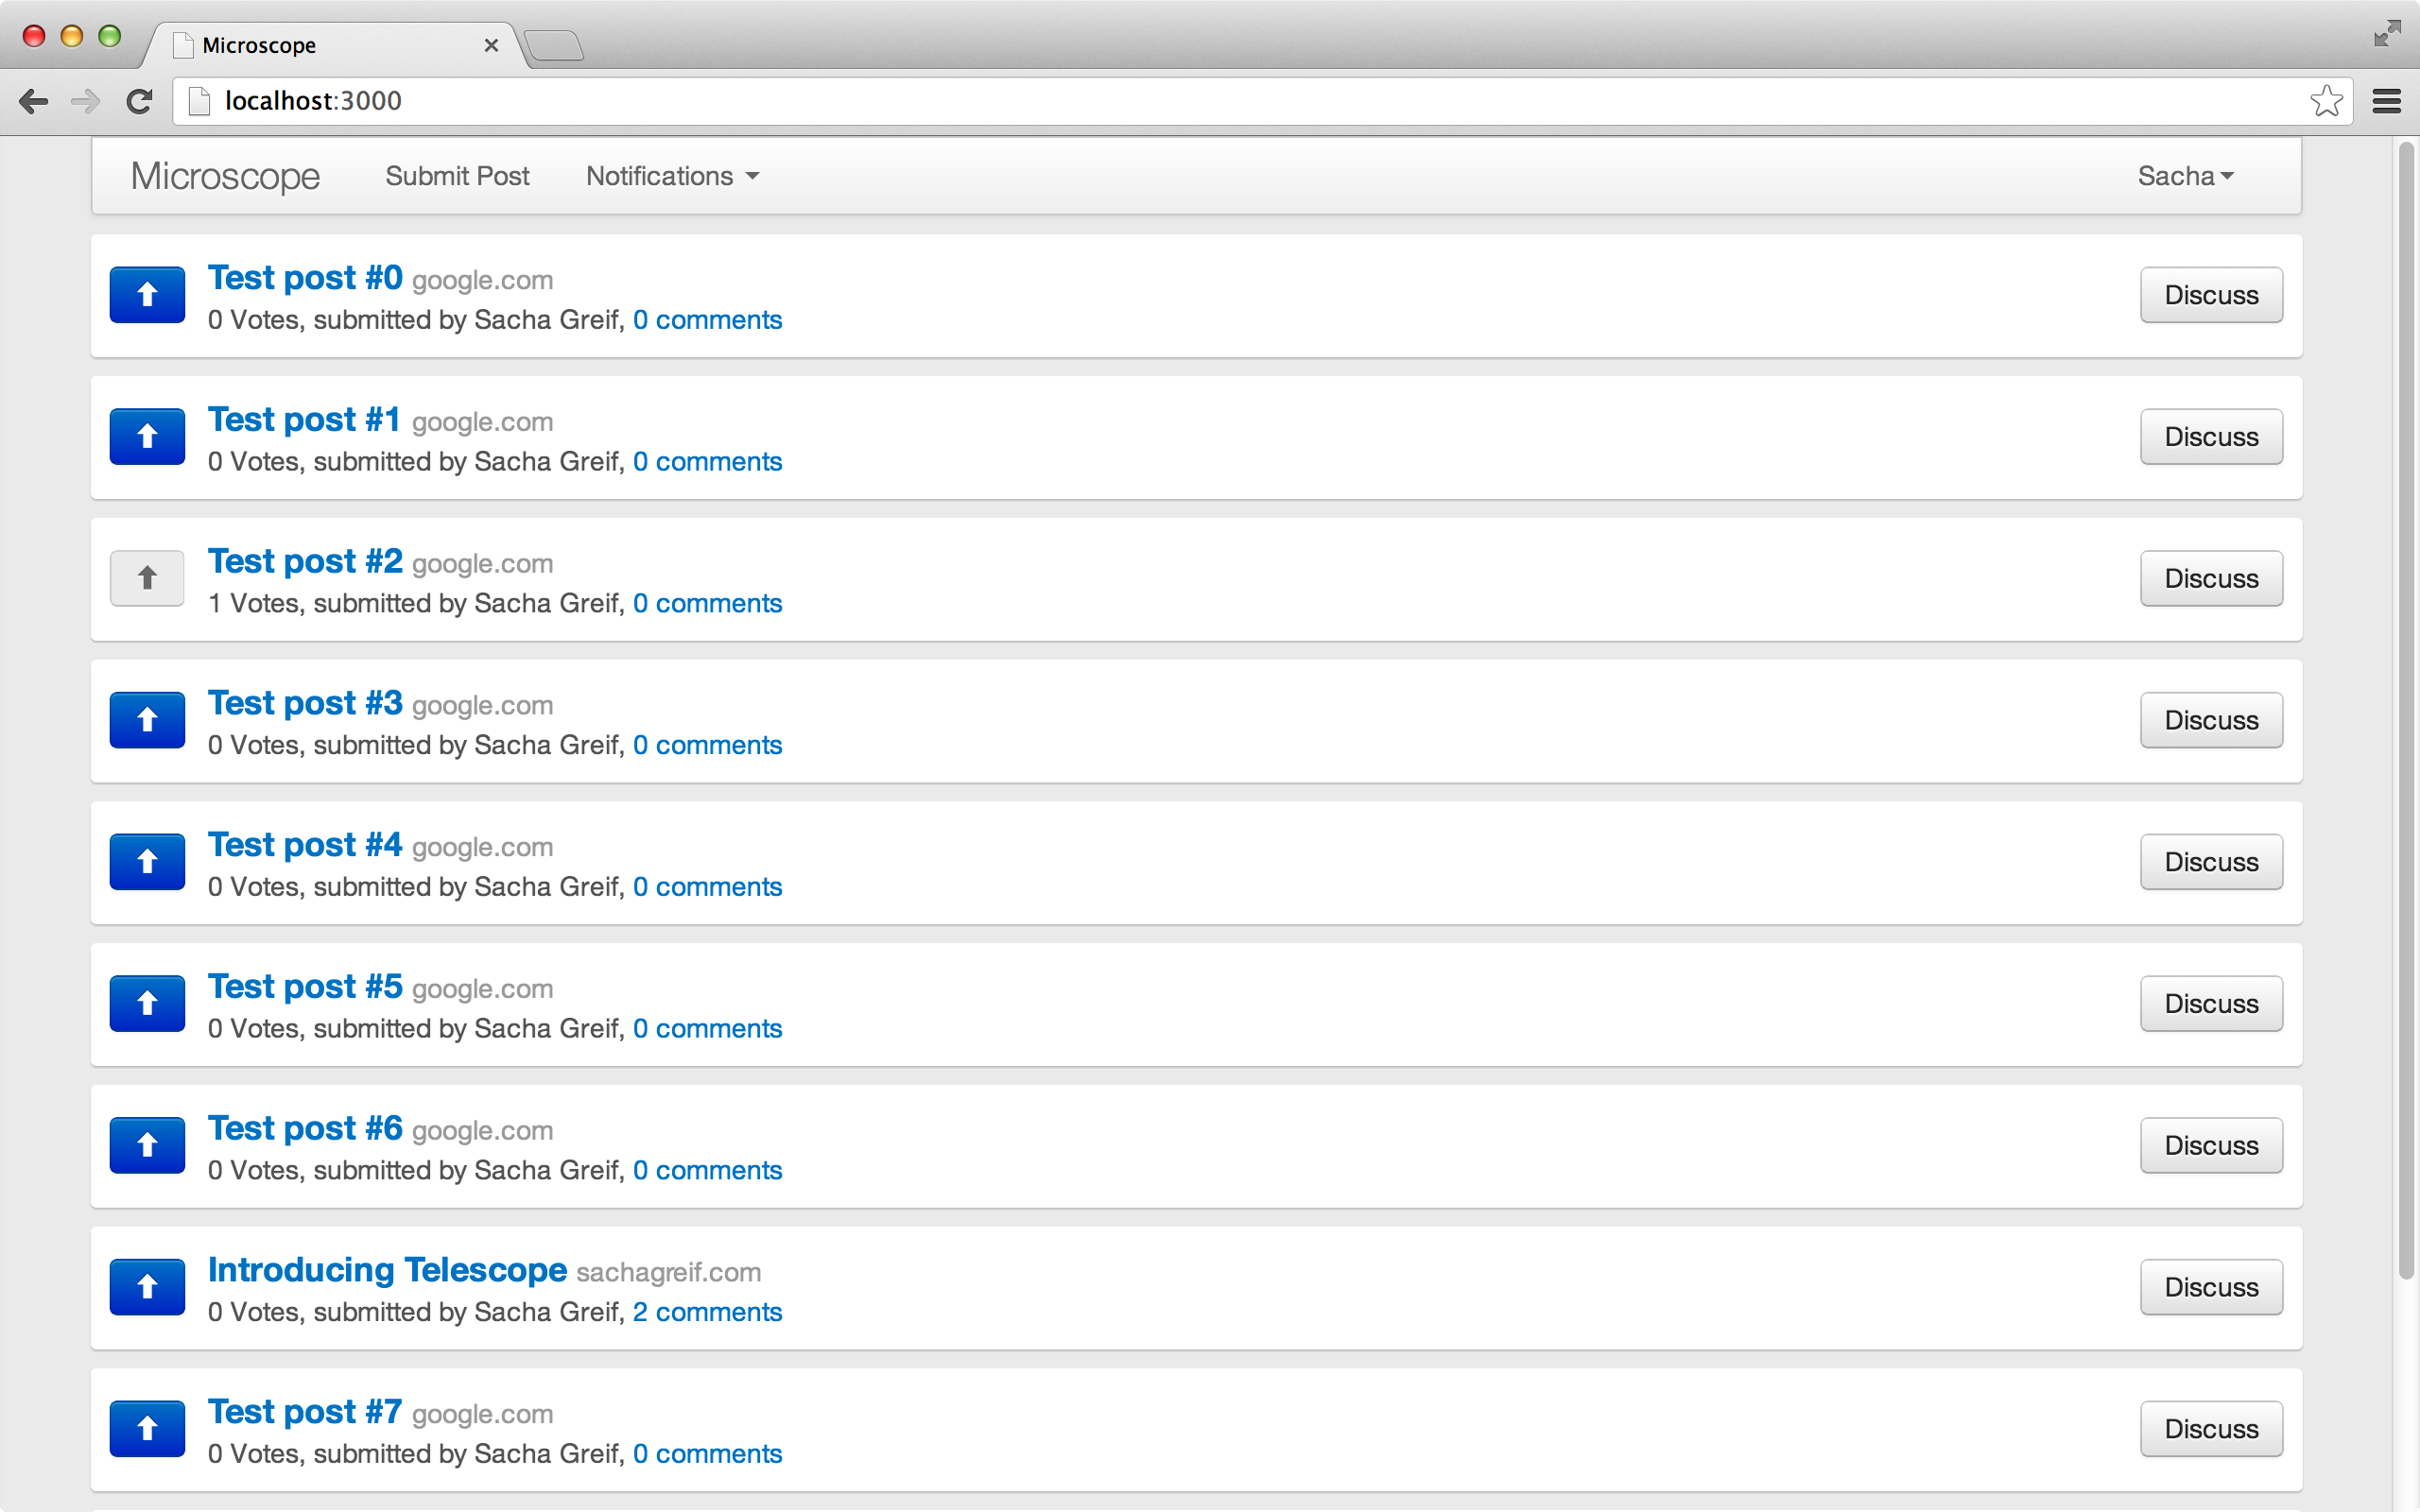 Microscope
localhost:3000
Microscope Submit Post Notifications Sacha
Test post #0 google.com
0 Votes, submitted by Sacha Greif, 0 comments
Discuss
Test post #1 google.com
0 Votes, submitted by Sacha Greif, 0 comments
Discuss
Test post #2 google.com
1 Votes, submitted by Sacha Greif, 0 comments
Discuss
Test post #3 google.com
0 Votes, submitted by Sacha Greif, 0 comments
Discuss
Test post #4 google.com
0 Votes, submitted by Sacha Greif, 0 comments
Discuss
Test post #5 google.com
0 Votes, submitted by Sacha Greif, 0 comments
Discuss
Test post #6 google.com
0 Votes, submitted by Sacha Greif, 0 comments
Discuss
Introducing Telescope sachagreif.com
0 Votes, submitted by Sacha Greif, 2 comments
Discuss
Test post #7 google.com
0 Votes, submitted by Sacha Greif, 0 comments
Discuss